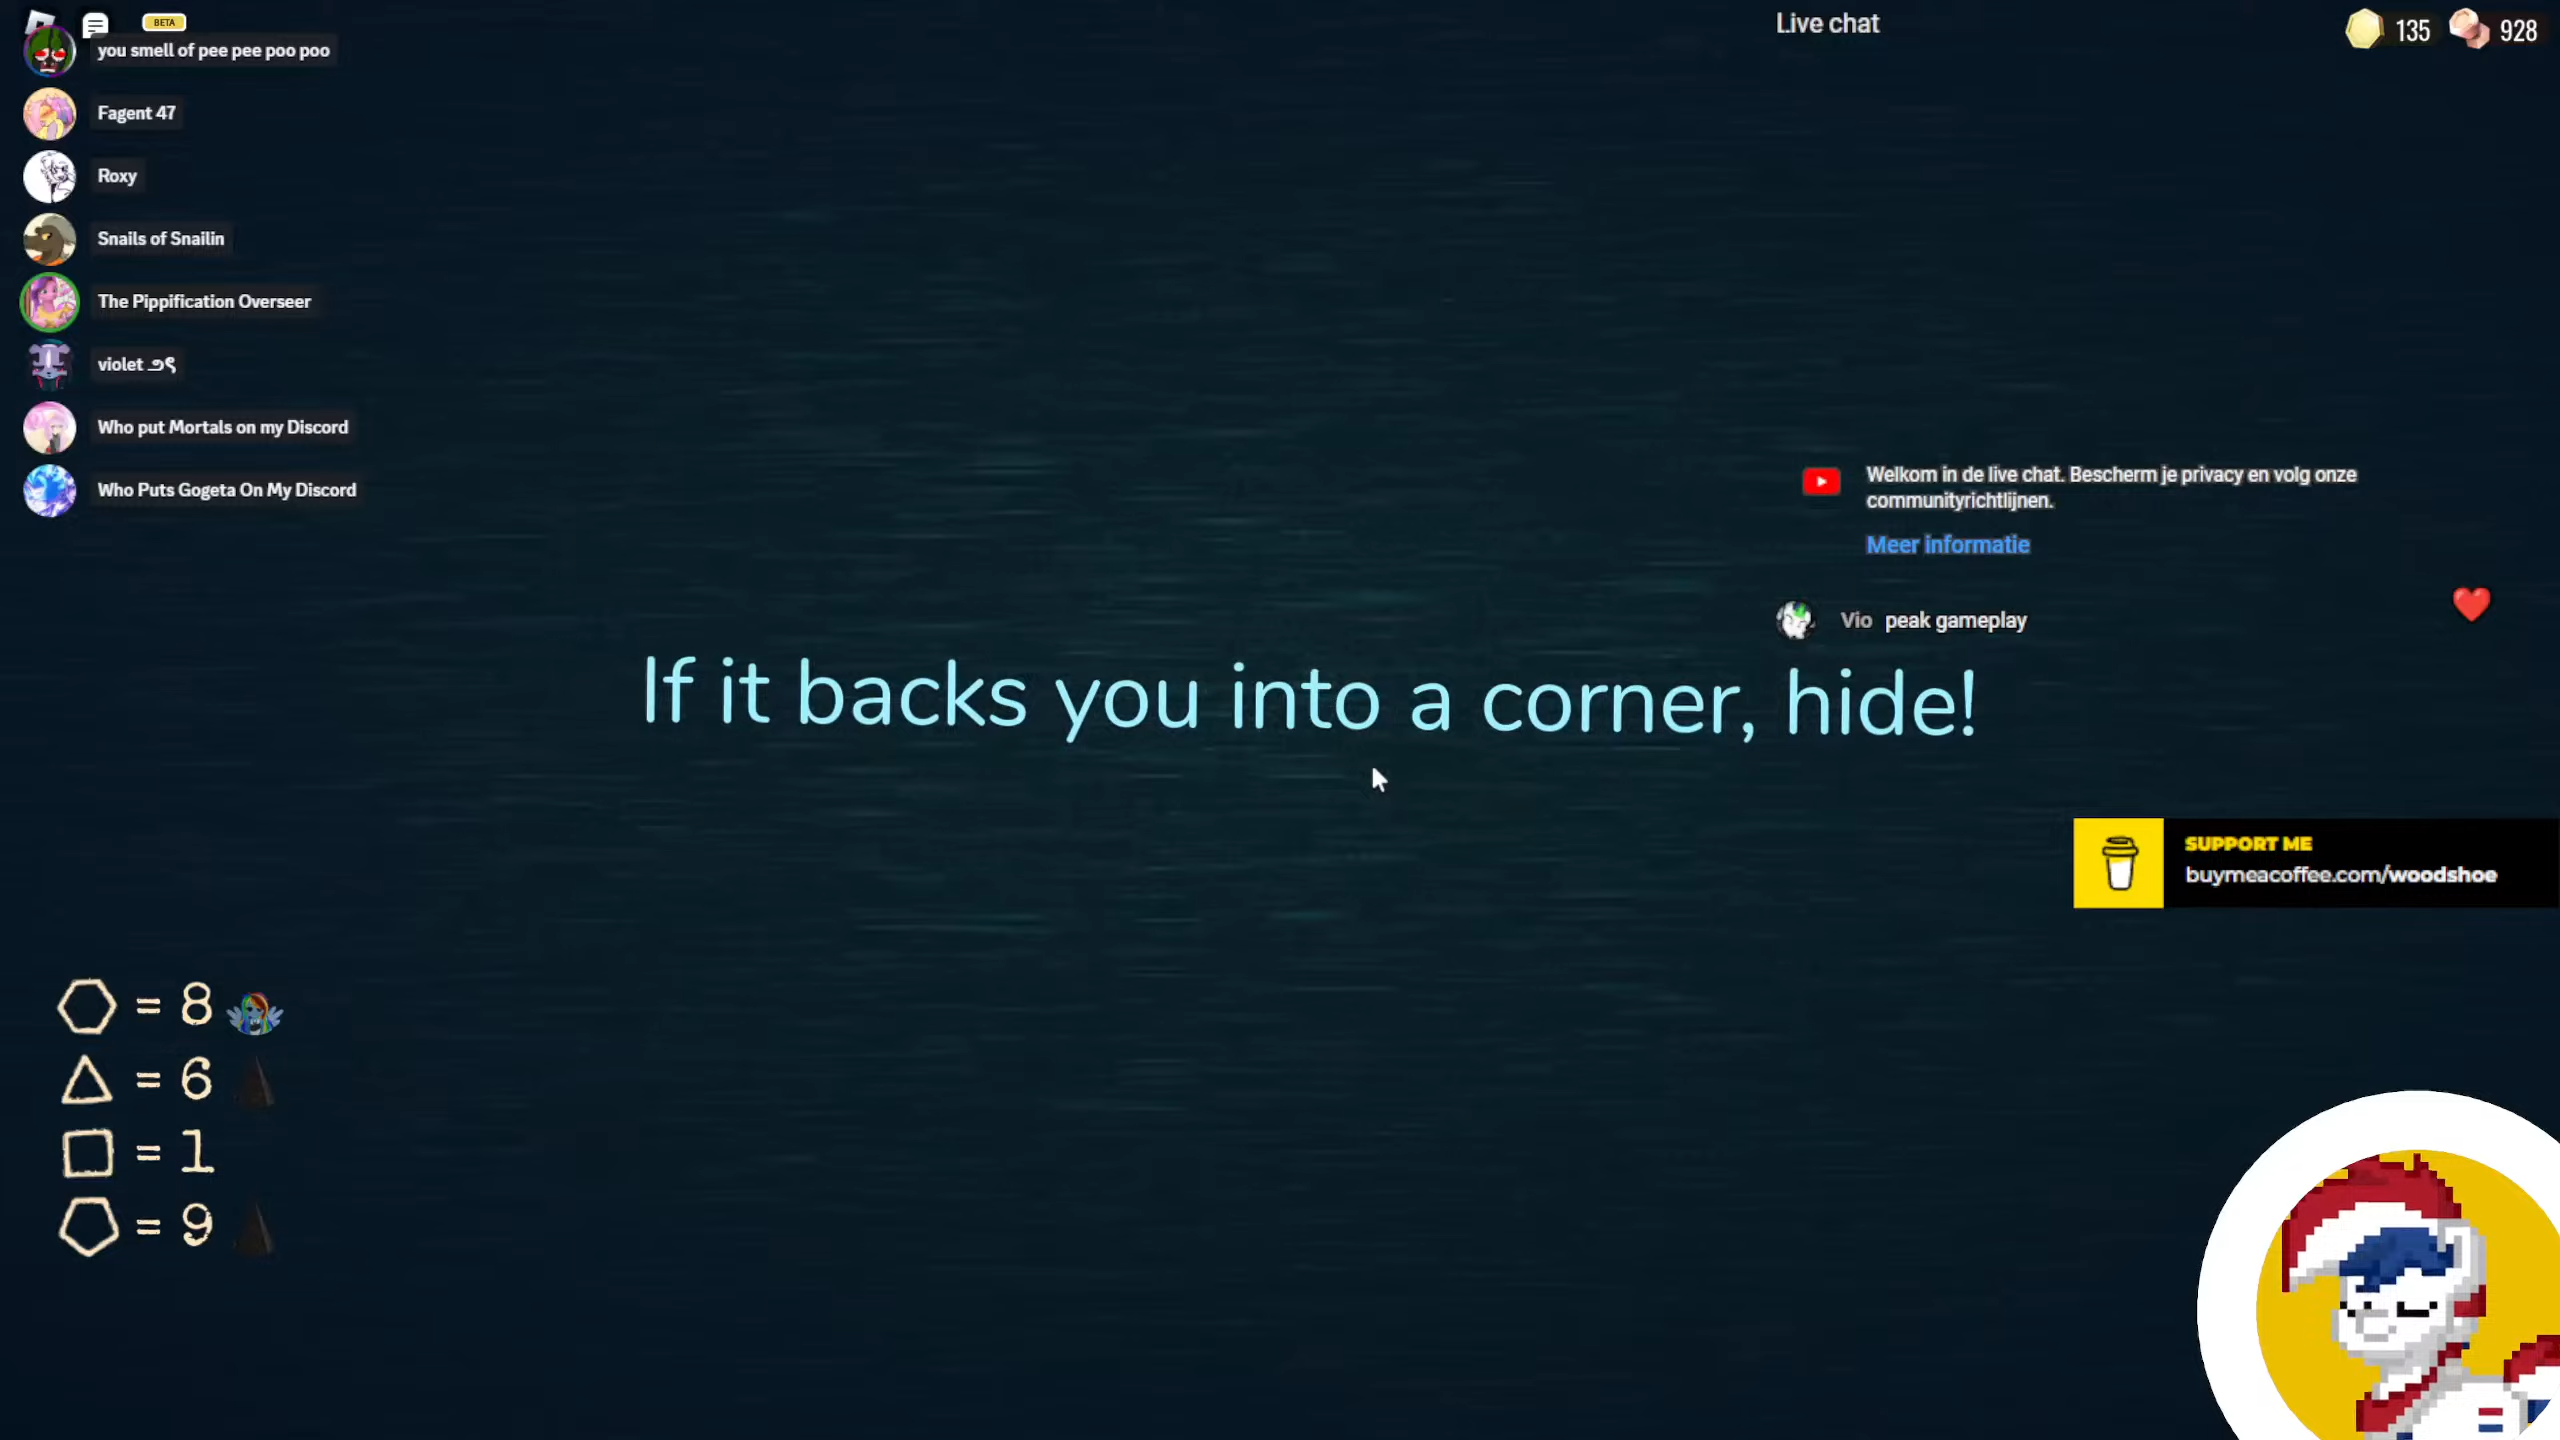 BETA
Live chat
135
928
you smell of pee pee poo poo
Fagent 47
Roxy
Snails of Snailin
The Pippification Overseer
violet ౨ৎ
Who put Mortals on my Discord
Who Puts Gogeta On My Discord
Welkom in de live chat. Bescherm je privacy en volg onze
communityrichtlijnen.
Meer informatie
Vio peak gameplay
If it backs you into a corner, hide!
SUPPORT ME
buymeacoffee.com/woodshoe
= 8
= 6
= 1
= 9